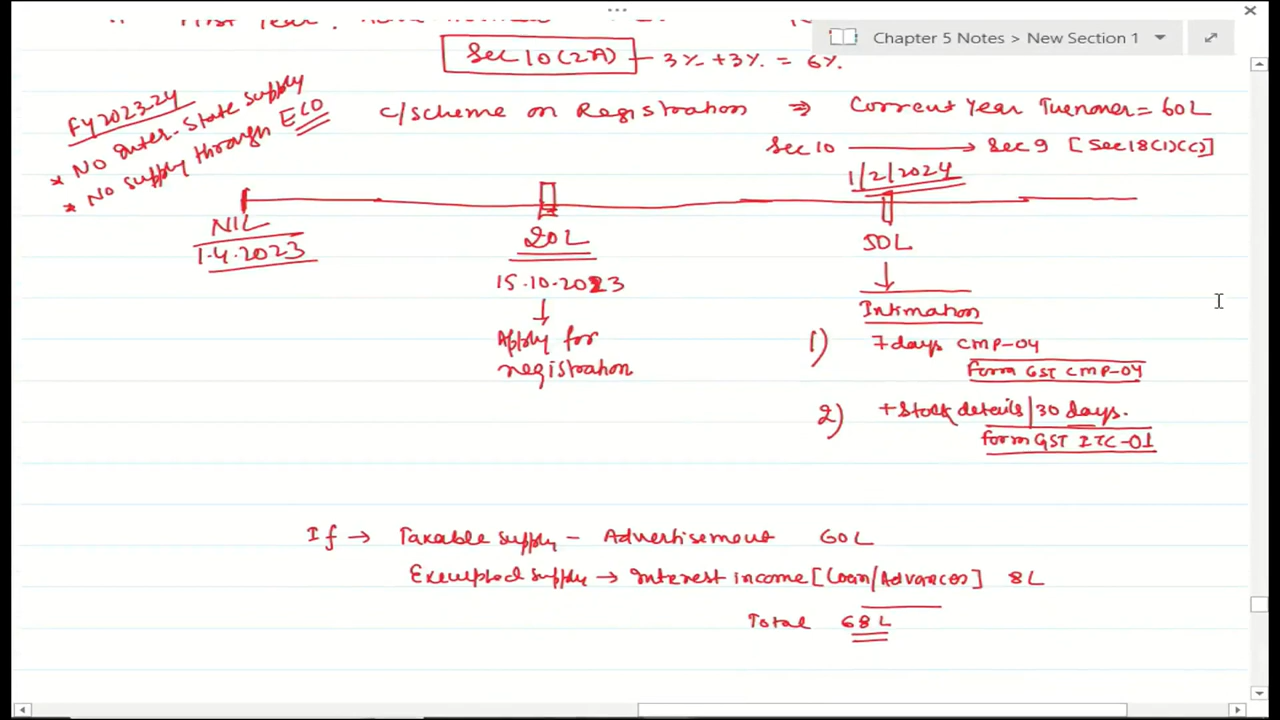 First Year:
Chapter 5 Notes > New Section 1
Sec 10(2A) - 3% + 3% = 6%.
FY 2023-24
* NO Inter-State supply
* NO supply through ECO
c/scheme on Registration ⇒ Current Year Turnover = 60L
Sec 10 → Sec 9 [Sec 18(1)(c)]
1/2/2024
NIL
1.4.2023
20L
15.10.2023
↓
Apply for
registration
50L
↓
Intimation
1) 7 days CMP-04
Form GST CMP-04
2) + Stock details / 30 days.
form GST ITC-01
If → Taxable supply - Advertisement 60L
Exempted supply → Interest income [Loan/Advances] 8L
Total 68L